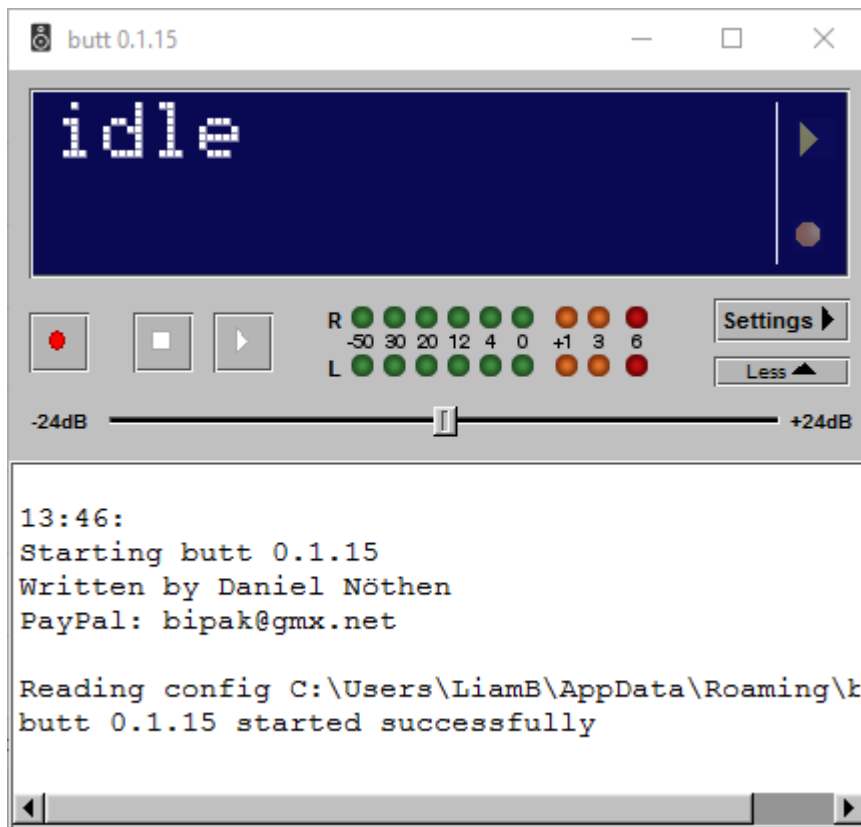 butt 0.1.15
idle
R
-50 30 20 12 4 0 +1 3 6
L
Settings
Less
-24dB
+24dB
13:46:
Starting butt 0.1.15
Written by Daniel Nöthen
PayPal: bipak@gmx.net
Reading config C:\Users\LiamB\AppData\Roaming\b
butt 0.1.15 started successfully